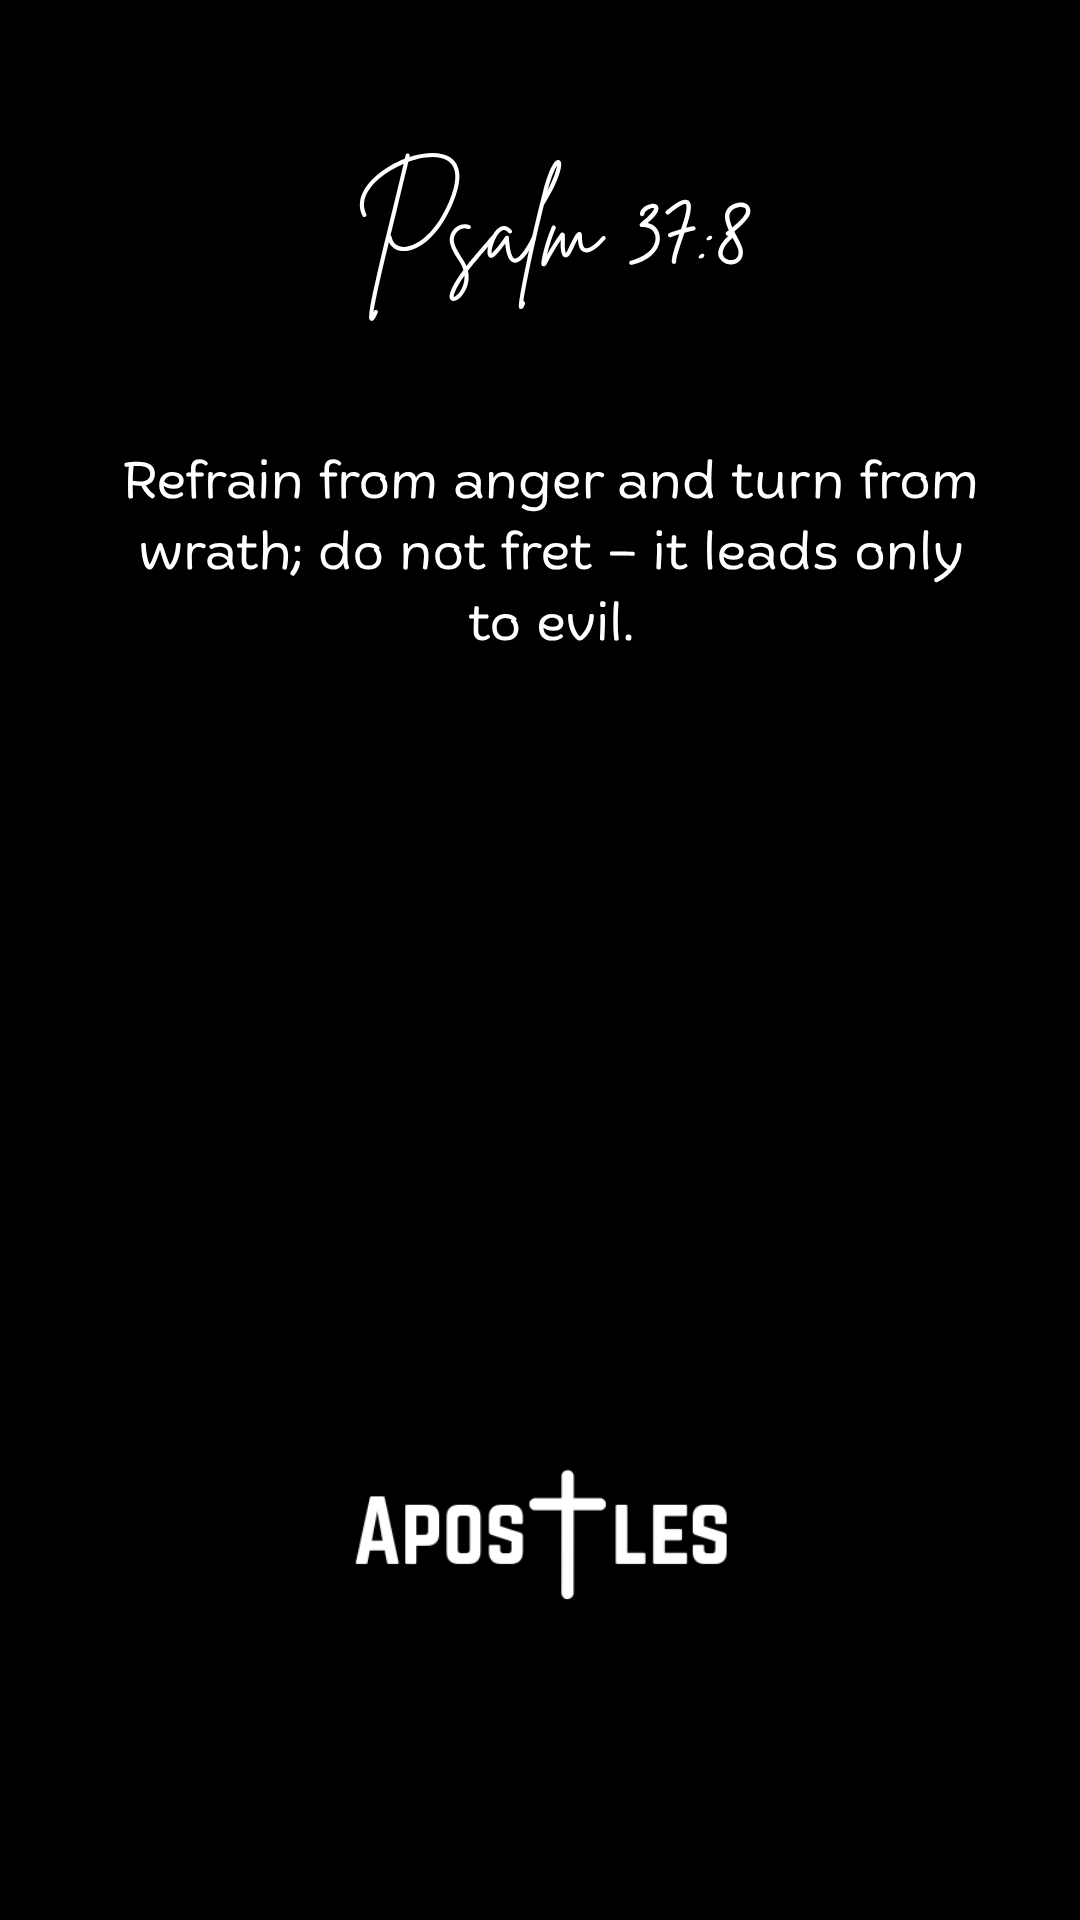 Psalm 37:8
Refrain from anger and turn from
wrath; do not fret – it leads only
to evil.
APOSTLES